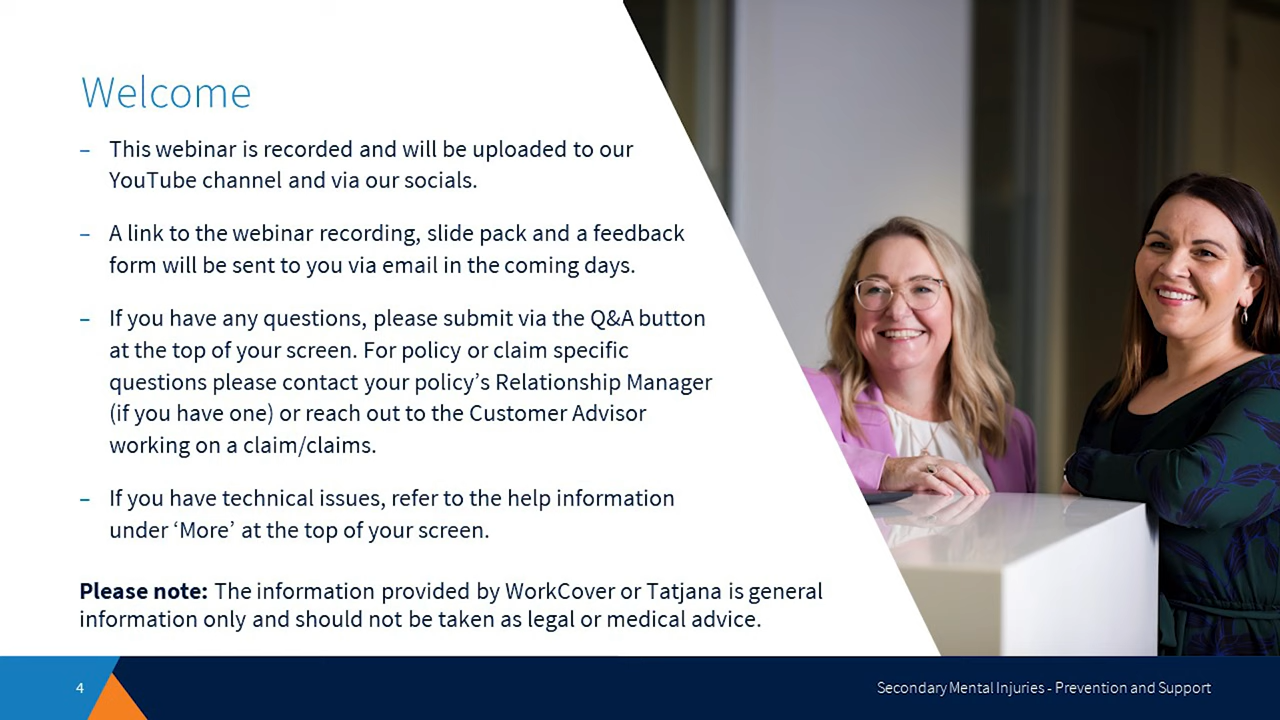 Welcome
– This webinar is recorded and will be uploaded to our
YouTube channel and via our socials.
– A link to the webinar recording, slide pack and a feedback
form will be sent to you via email in the coming days.
– If you have any questions, please submit via the Q&A button
at the top of your screen. For policy or claim specific
questions please contact your policy’s Relationship Manager
(if you have one) or reach out to the Customer Advisor
working on a claim/claims.
– If you have technical issues, refer to the help information
under ‘More’ at the top of your screen.
Please note: The information provided by WorkCover or Tatjana is general
information only and should not be taken as legal or medical advice.
4
Secondary Mental Injuries - Prevention and Support